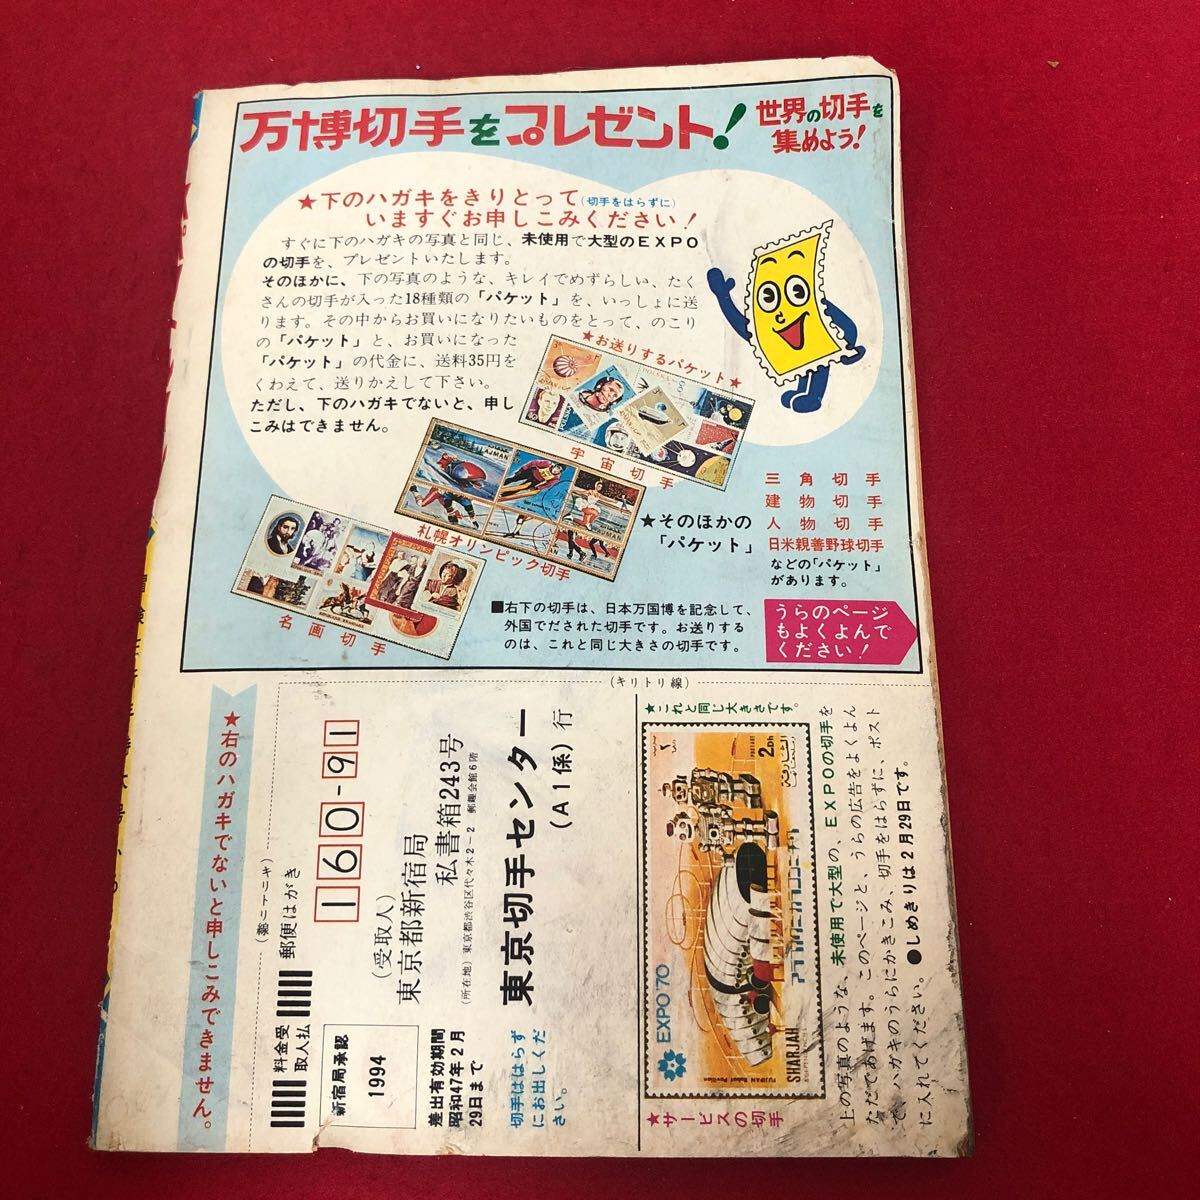 万博切手をプレゼント!
世界の切手を
集めよう!
★下のハガキをきりとって(切手をはらずに)
いますぐお申しこみください!
すぐに下のハガキの写真と同じ、未使用で大型のEXPO
の切手を、プレゼントいたします。
そのほかに、下の写真のような、キレイでめずらしい、たく
さんの切手が入った18種類の「パケット」を、いっしょに送
ります。その中からお買いになりたいものをとって、のこり
の「パケット」と、お買いになった
「パケット」の代金に、送料35円を
くわえて、送りかえして下さい。
ただし、下のハガキでないと、申し
こみはできません。
★お送りするパケット★
宇宙切手
AJMAN
札幌オリンピック切手
名画切手
★そのほかの
「パケット」
三角切手
建物切手
人物切手
日米親善野球切手
などの「パケット」
があります。
■右下の切手は、日本万国博を記念して、
外国でだされた切手です。お送りする
のは、これと同じ大きさの切手です。
うらのページ
もよくよんで
ください!
(キリトリ線)
★右のハガキでないと申しこみできません。
郵便はがき
160-91
料金受
取人払
新宿局承認
1994
差出有効期間
昭和47年2月
29日まで
切手ははらず
にお出しくだ
さい。
(受取人)
東京都新宿局
私書箱243号
(所在地)東京都渋谷区代々木2-2 郵趣会館6階
東京切手センター
(A1係)行
★これと同じ大きさです。
EXPO'70
SHARJAH
FUJIPAN Robot Pavilion
POSTAGE
2Dh
★サービスの切手
上の写真のような、未使用で大型の、EXPOの切手を
ただであげます。このページと、うらの広告をよくよん
で、ハガキのうらにかきこみ、切手をはらずに、ポスト
に入れてください。
●しめきりは2月29日です。